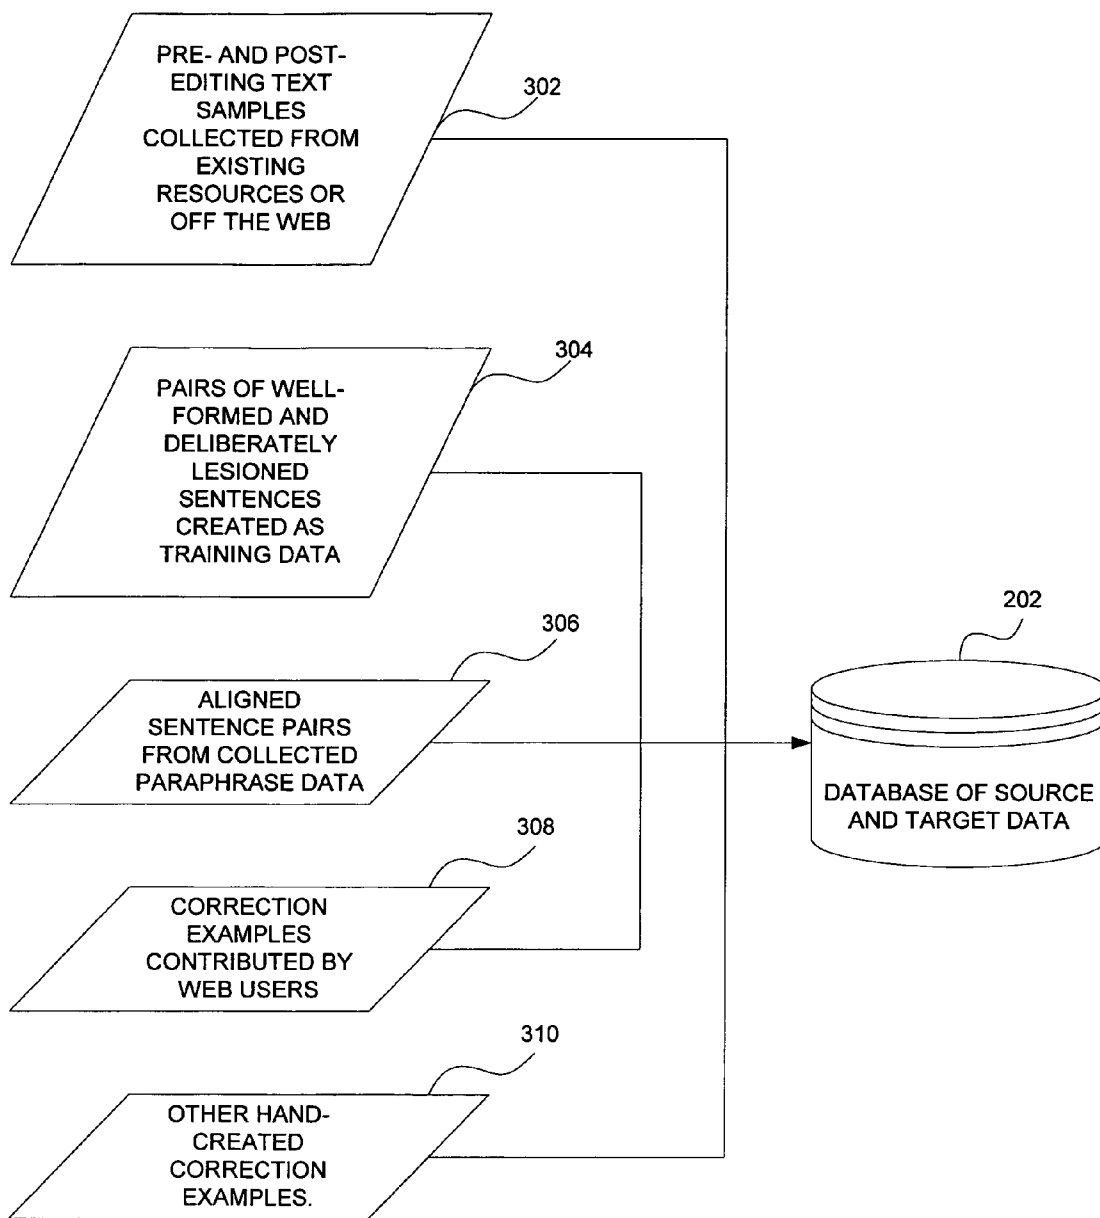 PRE- AND POST-
EDITING TEXT
SAMPLES
COLLECTED FROM
EXISTING
RESOURCES OR
OFF THE WEB
302
PAIRS OF WELL-
FORMED AND
DELIBERATELY
LESIONED
SENTENCES
CREATED AS
TRAINING DATA
304
ALIGNED
SENTENCE PAIRS
FROM COLLECTED
PARAPHRASE DATA
306
CORRECTION
EXAMPLES
CONTRIBUTED BY
WEB USERS
308
OTHER HAND-
CREATED
CORRECTION
EXAMPLES.
310
202
DATABASE OF SOURCE
AND TARGET DATA